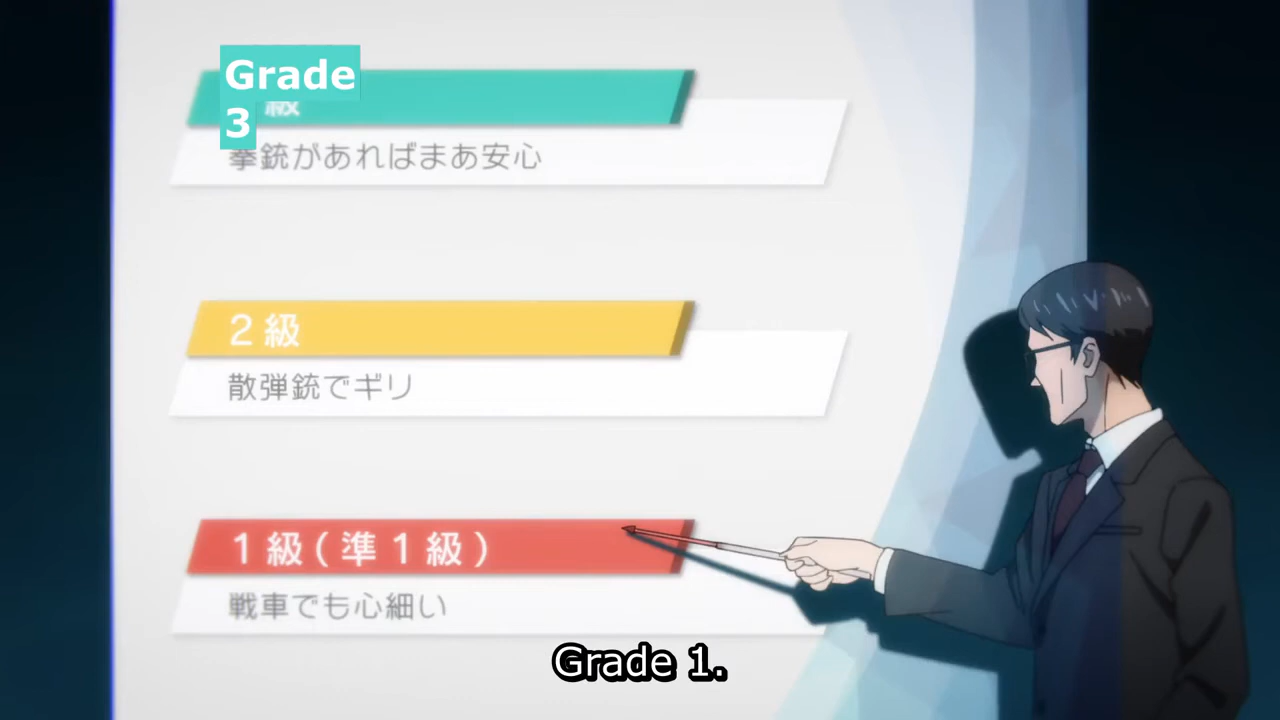 Grade
3
級
拳銃があればまあ安心
2級
散弾銃でギリ
1級(準1級)
戦車でも心細い
Grade 1.